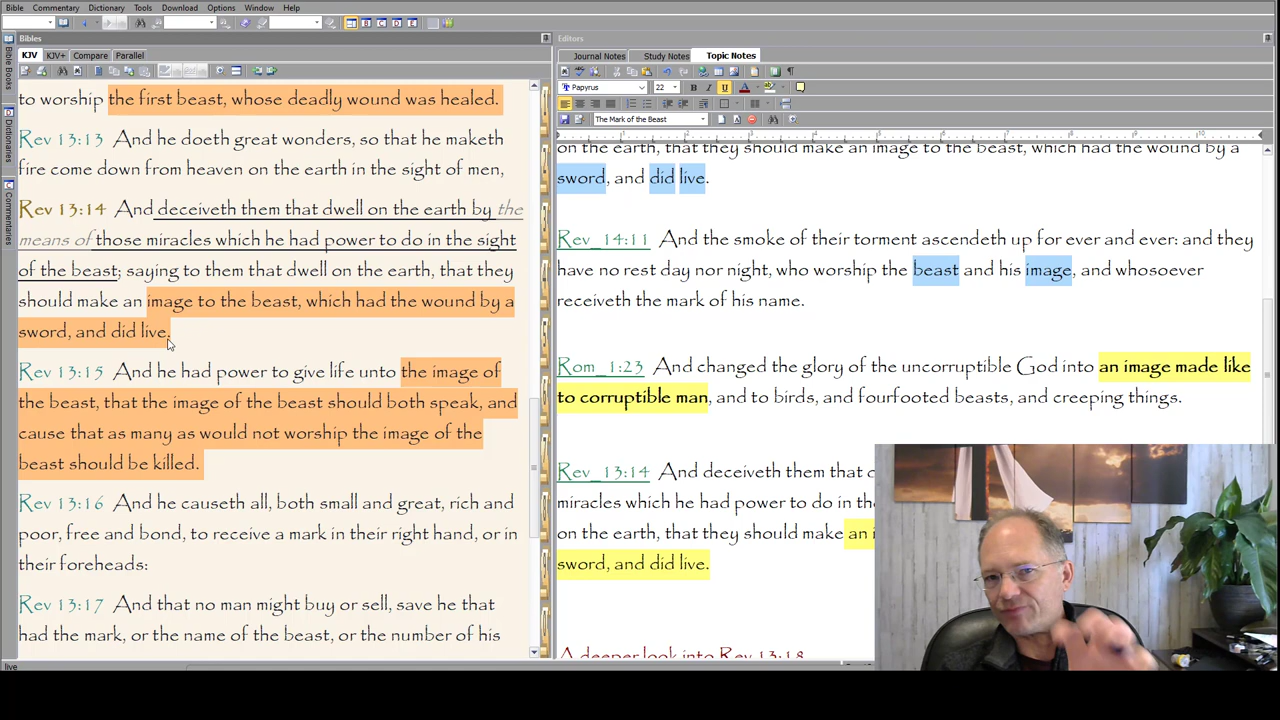 Bible Commentary Dictionary Tools Download Options Window Help
B C D E
Bibles
KJV KJV+ Compare Parallel
Bible Books
Dictionaries
Commentaries
to worship the first beast, whose deadly wound was healed.
Rev 13:13 And he doeth great wonders, so that he maketh
fire come down from heaven on the earth in the sight of men,
Rev 13:14 And deceiveth them that dwell on the earth by the
means of those miracles which he had power to do in the sight
of the beast; saying to them that dwell on the earth, that they
should make an image to the beast, which had the wound by a
sword, and did live.
Rev 13:15 And he had power to give life unto the image of
the beast, that the image of the beast should both speak, and
cause that as many as would not worship the image of the
beast should be killed.
Rev 13:16 And he causeth all, both small and great, rich and
poor, free and bond, to receive a mark in their right hand, or in
their foreheads:
Rev 13:17 And that no man might buy or sell, save he that
had the mark, or the name of the beast, or the number of his
live
Editors
Journal Notes Study Notes Topic Notes
Papyrus 22 B I U A
The Mark of the Beast
1 2 3 4 5 6 7 8 9 10
on the earth, that they should make an image to the beast, which had the wound by a
sword, and did live.
Rev_14:11 And the smoke of their torment ascendeth up for ever and ever: and they
have no rest day nor night, who worship the beast and his image, and whosoever
receiveth the mark of his name.
Rom_1:23 And changed the glory of the uncorruptible God into an image made like
to corruptible man, and to birds, and fourfooted beasts, and creeping things.
Rev_13:14 And deceiveth them that
miracles which he had power to do in the
on the earth, that they should make an
sword, and did live.
A deeper look into Rev 13:18